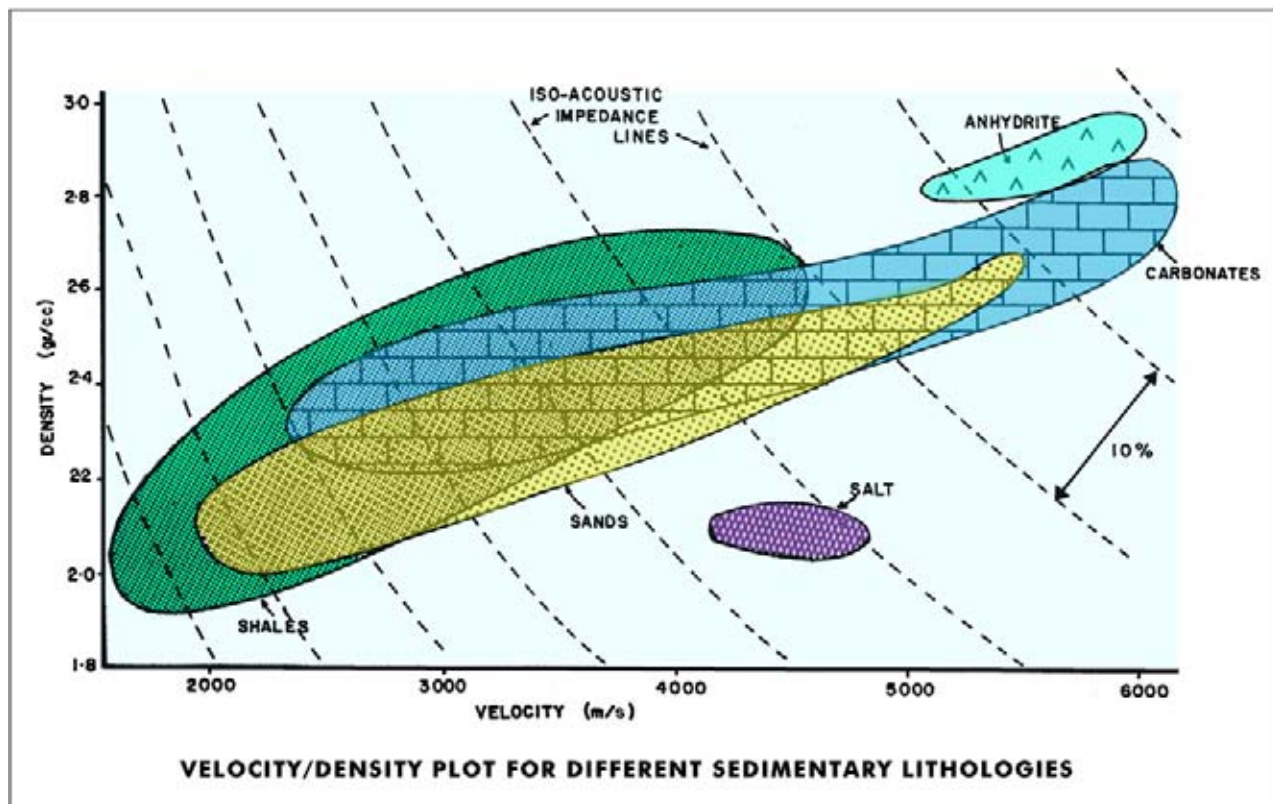 ISO-ACOUSTIC
IMPEDANCE
LINES
ANHYDRITE
CARBONATES
10%
SALT
SANDS
SHALES
3·0
2·8
2·6
2·4
2·2
2·0
1·8
DENSITY (gr/cc)
2000
3000
4000
5000
6000
VELOCITY (m/s)
VELOCITY/DENSITY PLOT FOR DIFFERENT SEDIMENTARY LITHOLOGIES